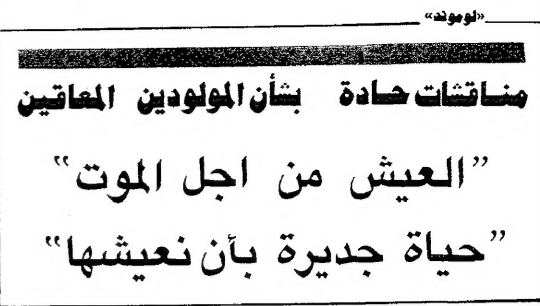 «لوموند»
مناقشات حادة بشأن المولودين المعاقين
”العيش من اجل الموت“
”حياة جديرة بأن نعيشها“